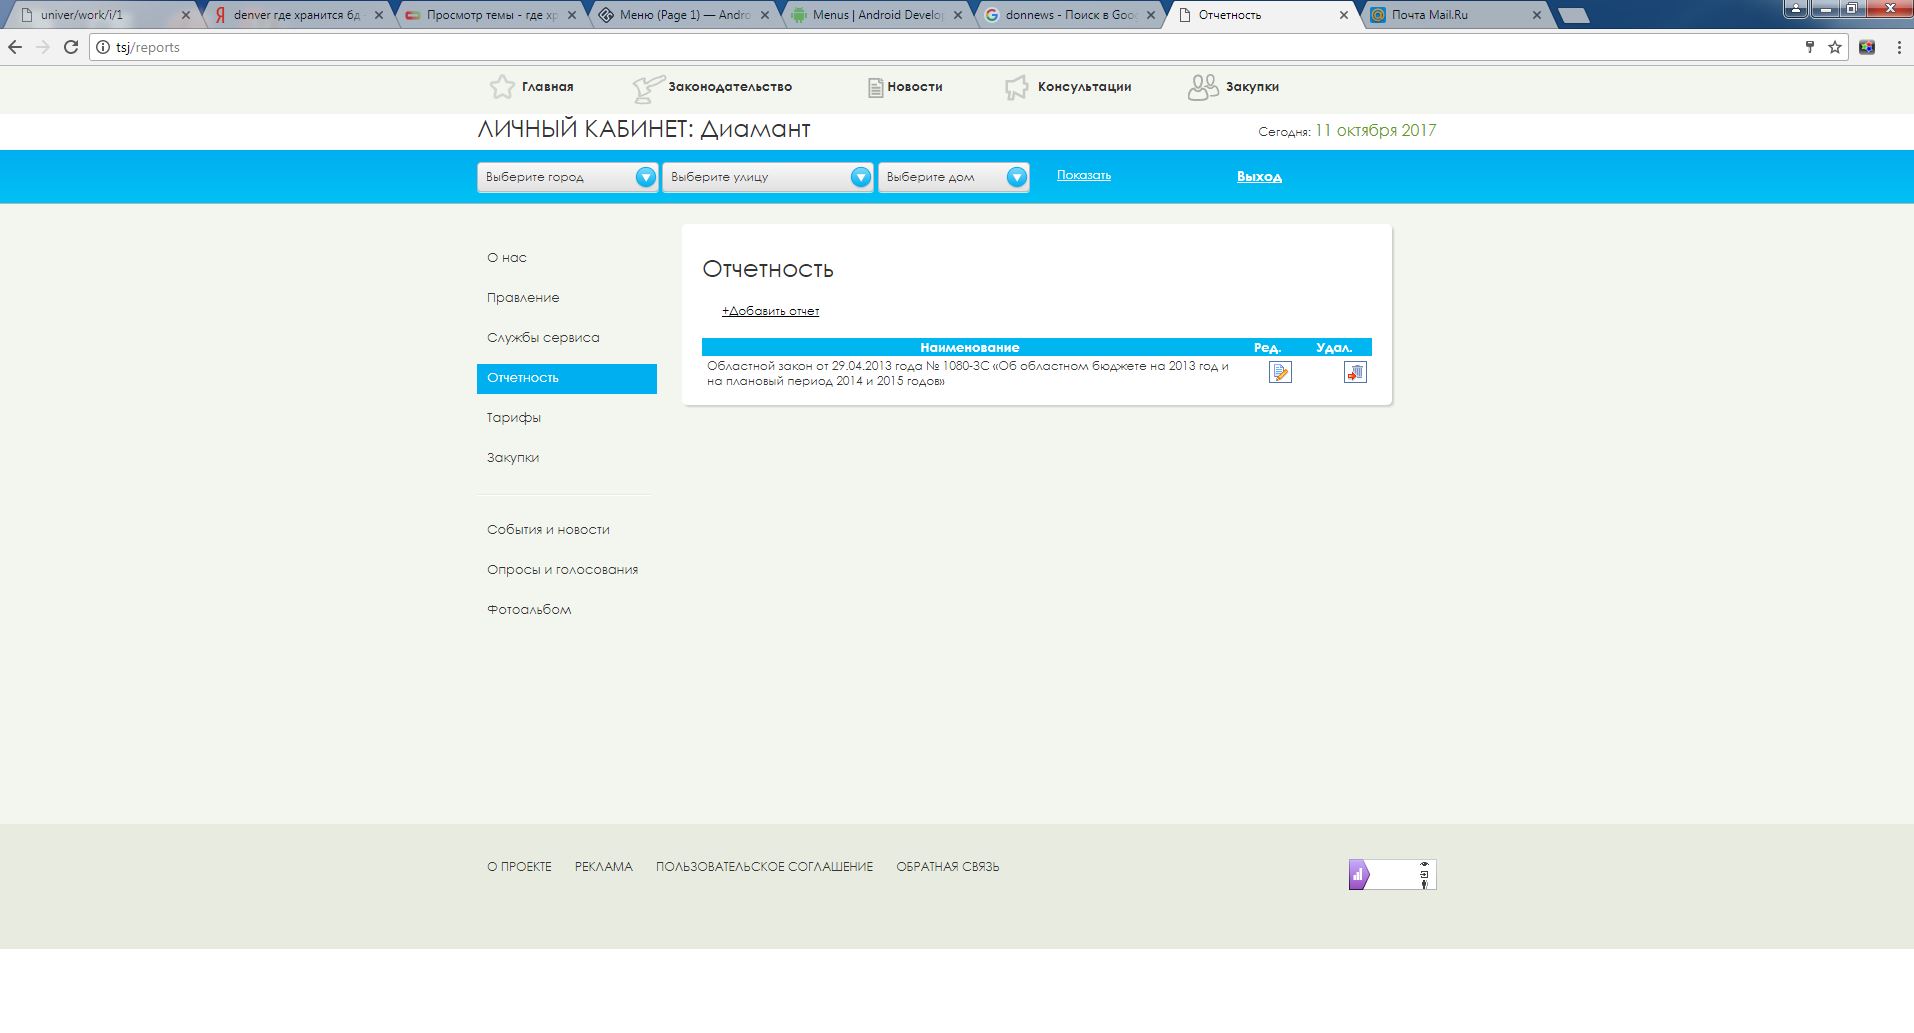 univer/work/i/1
denver где хранится бд -
Просмотр темы - где хр
Меню (Page 1) — Andro
Menus | Android Develop
donnews - Поиск в Goog
Отчетность
Почта Mail.Ru
tsj/reports
Главная
Законодательство
Новости
Консультации
Закупки
ЛИЧНЫЙ КАБИНЕТ: Диамант
Сегодня: 11 октября 2017
Выберите город
Выберите улицу
Выберите дом
Показать
Выход
О нас
Правление
Службы сервиса
Отчетность
Тарифы
Закупки
События и новости
Опросы и голосования
Фотоальбом
Отчетность
+Добавить отчет
Наименование Ред. Удал.
Областной закон от 29.04.2013 года № 1080-ЗС «Об областном бюджете на 2013 год и
на плановый период 2014 и 2015 годов»
О ПРОЕКТЕ РЕКЛАМА ПОЛЬЗОВАТЕЛЬСКОЕ СОГЛАШЕНИЕ ОБРАТНАЯ СВЯЗЬ